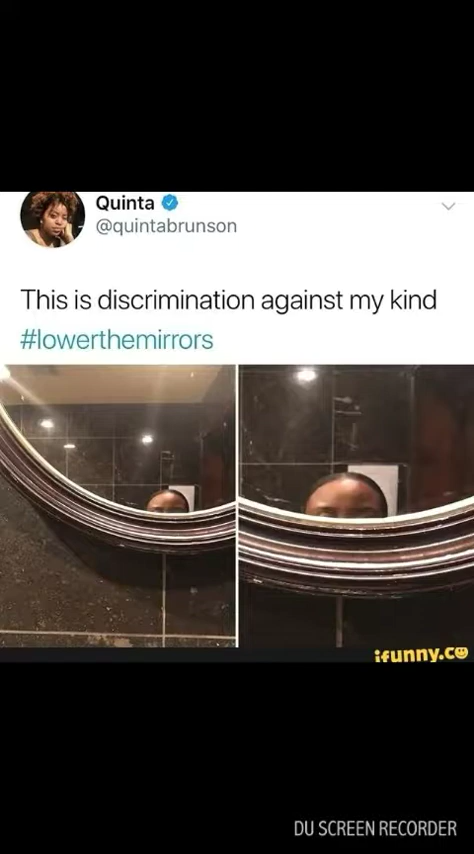 Quinta
@quintabrunson
This is discrimination against my kind
#lowerthemirrors
ifunny.co
DU SCREEN RECORDER